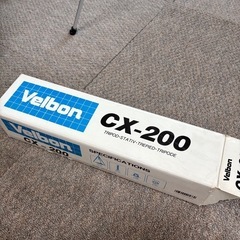 Velbon
CX-200
TRIPOD-STATIV-TREPIED-TRIPODE
Velbon
CX-200
SPECIFICATIONS
Velbon